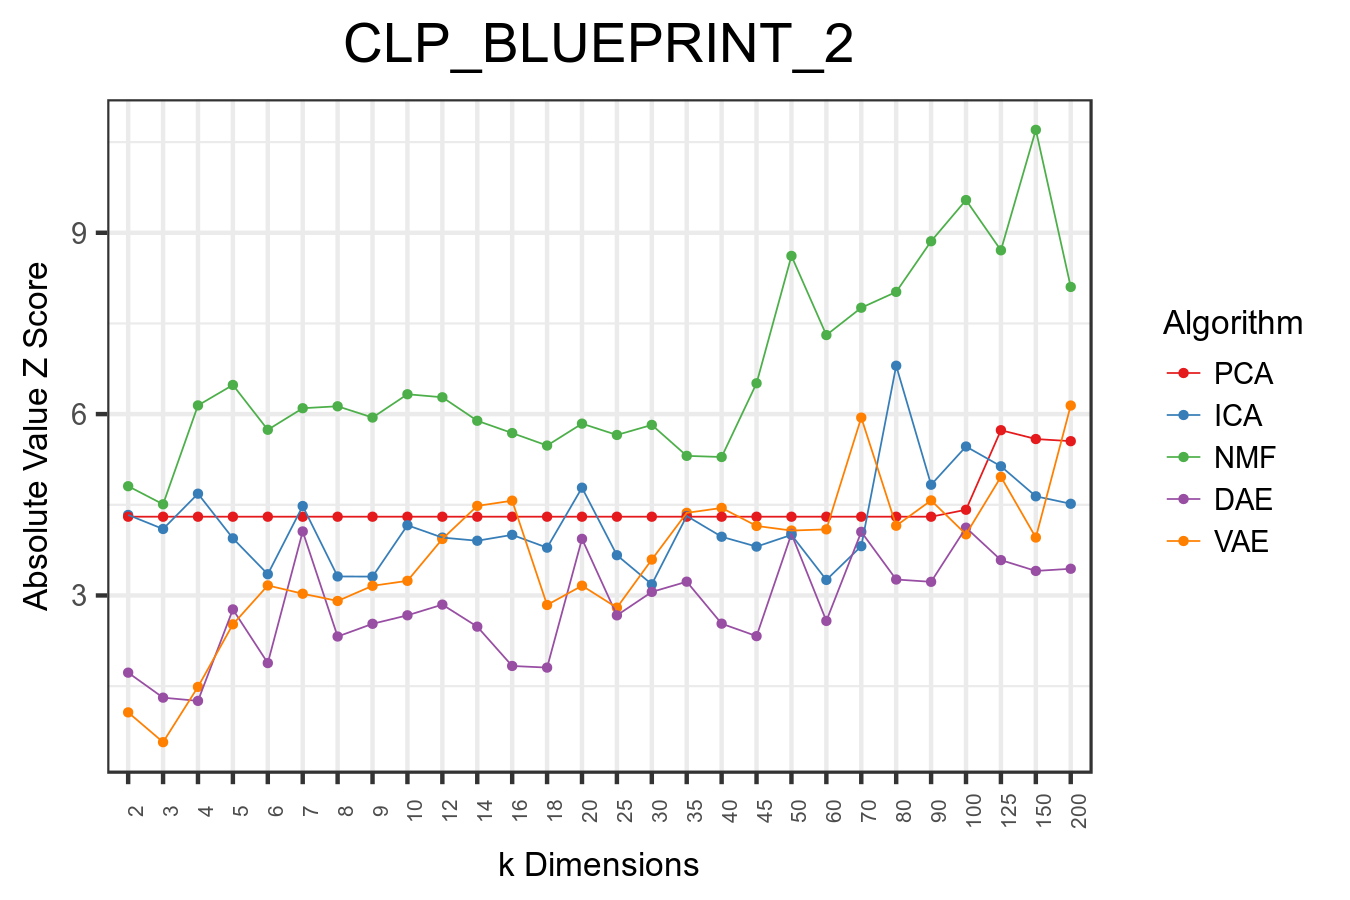 CLP_BLUEPRINT_2
Absolute Value Z Score
9
6
3
2 3 4 5 6 7 8 9 10 12 14 16 18 20 25 30 35 40 45 50 60 70 80 90 100 125 150 200
k Dimensions
Algorithm
PCA
ICA
NMF
DAE
VAE